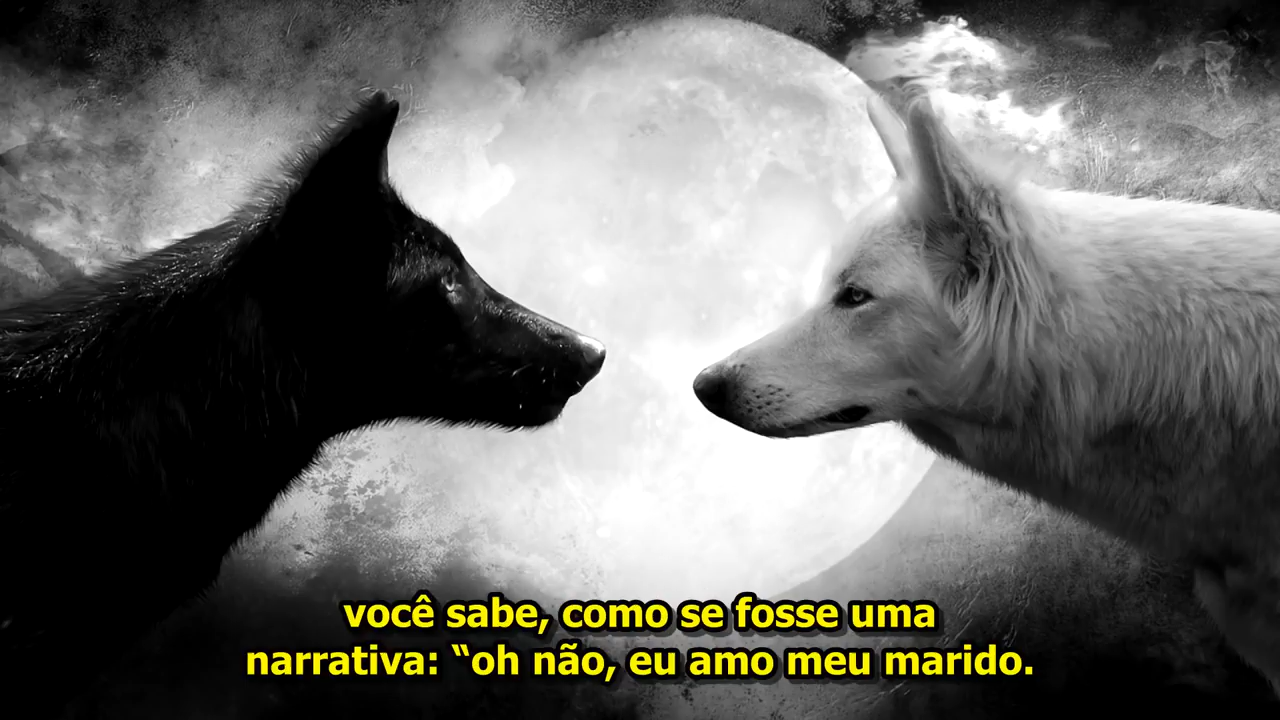 você sabe, como se fosse uma
narrativa: “oh não, eu amo meu marido.